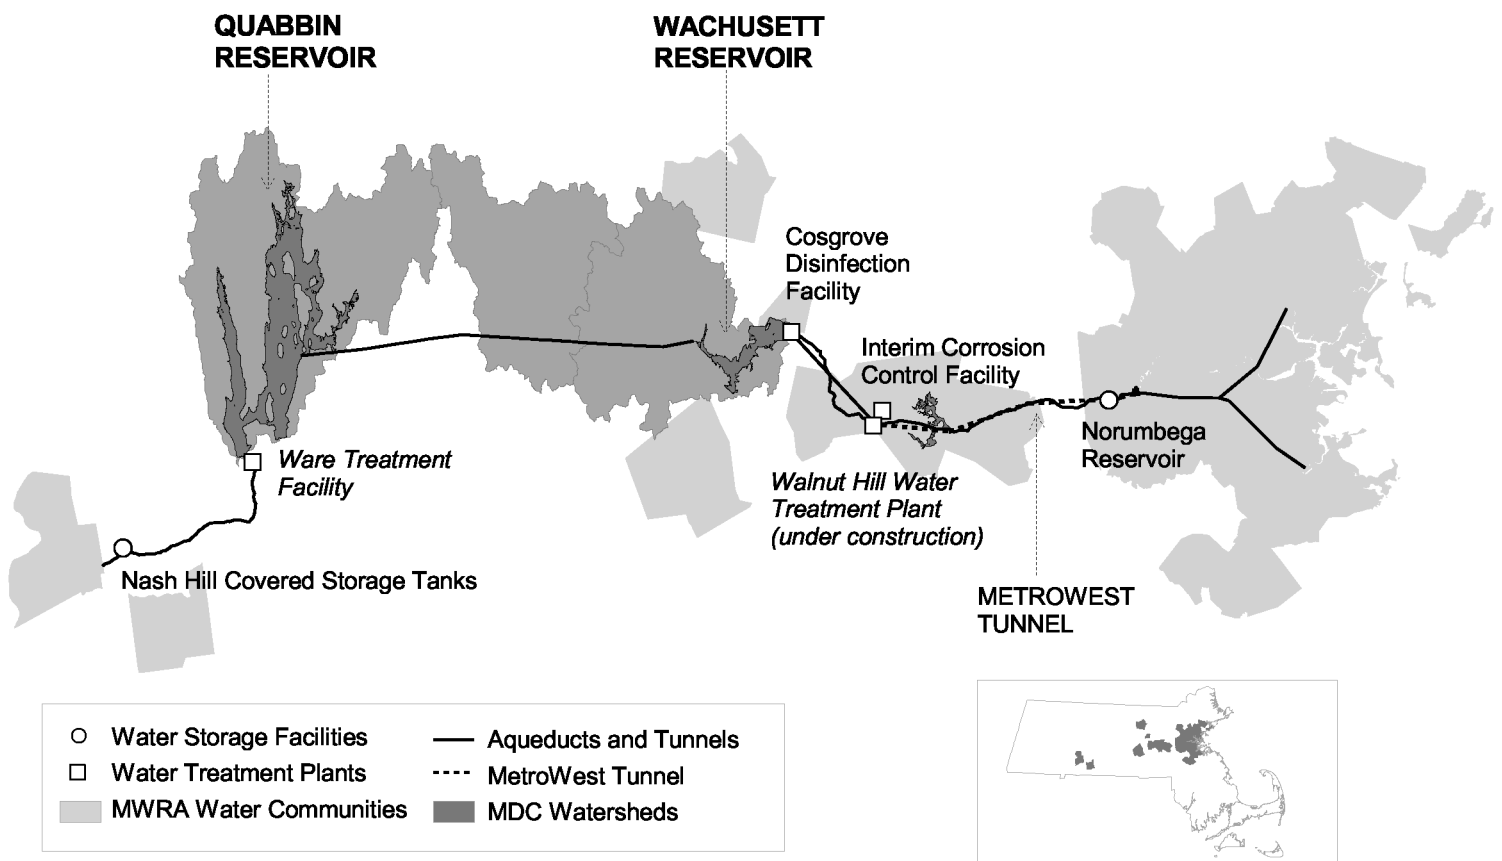 QUABBIN
RESERVOIR
WACHUSETT
RESERVOIR
Cosgrove
Disinfection
Facility
Interim Corrosion
Control Facility
Norumbega
Reservoir
Ware Treatment
Facility
Walnut Hill Water
Treatment Plant
(under construction)
Nash Hill Covered Storage Tanks
METROWEST
TUNNEL
Water Storage Facilities
Water Treatment Plants
MWRA Water Communities
Aqueducts and Tunnels
MetroWest Tunnel
MDC Watersheds